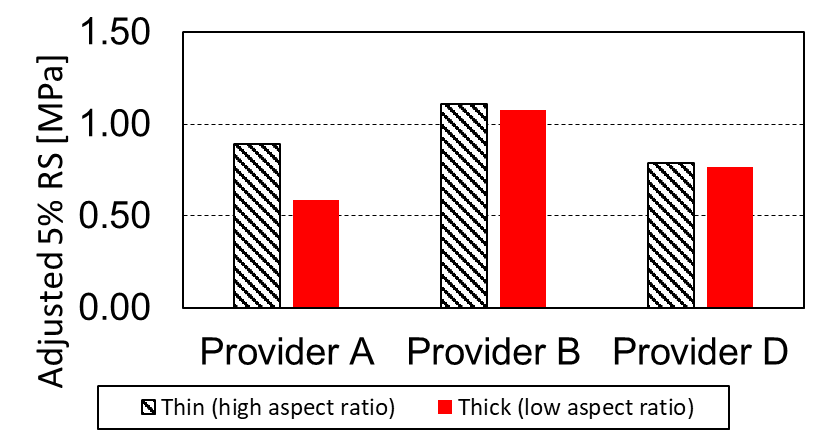 Adjusted 5% RS [MPa]
1.50
1.00
0.50
0.00
Provider A Provider B Provider D
Thin (high aspect ratio) Thick (low aspect ratio)